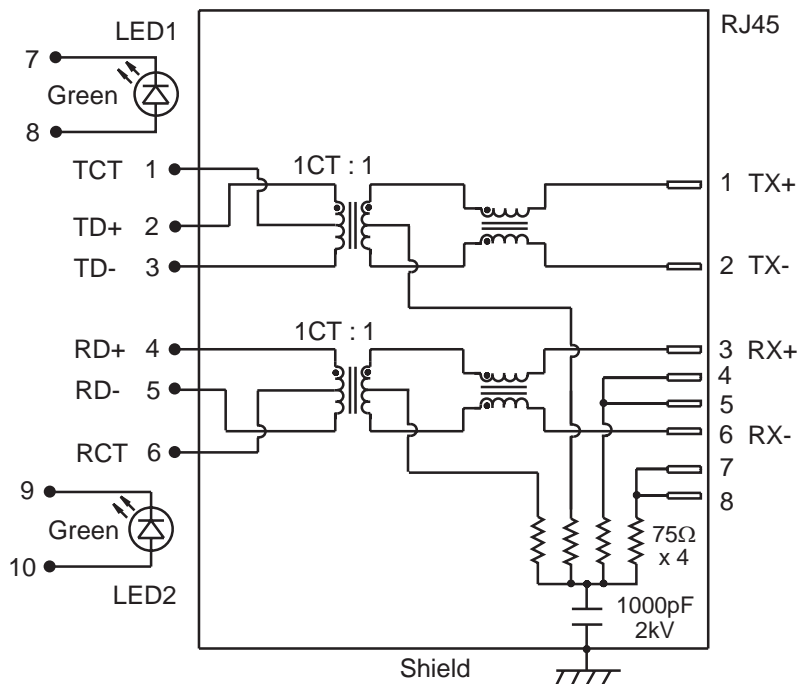 LED1
RJ45
7
Green
8
TCT 1
1CT : 1
1 TX+
TD+ 2
TD- 3
2 TX-
1CT : 1
RD+ 4
3 RX+
4
RD- 5
5
RCT 6
6 RX-
7
9
8
Green
75Ω
x 4
10
LED2
1000pF
2kV
Shield